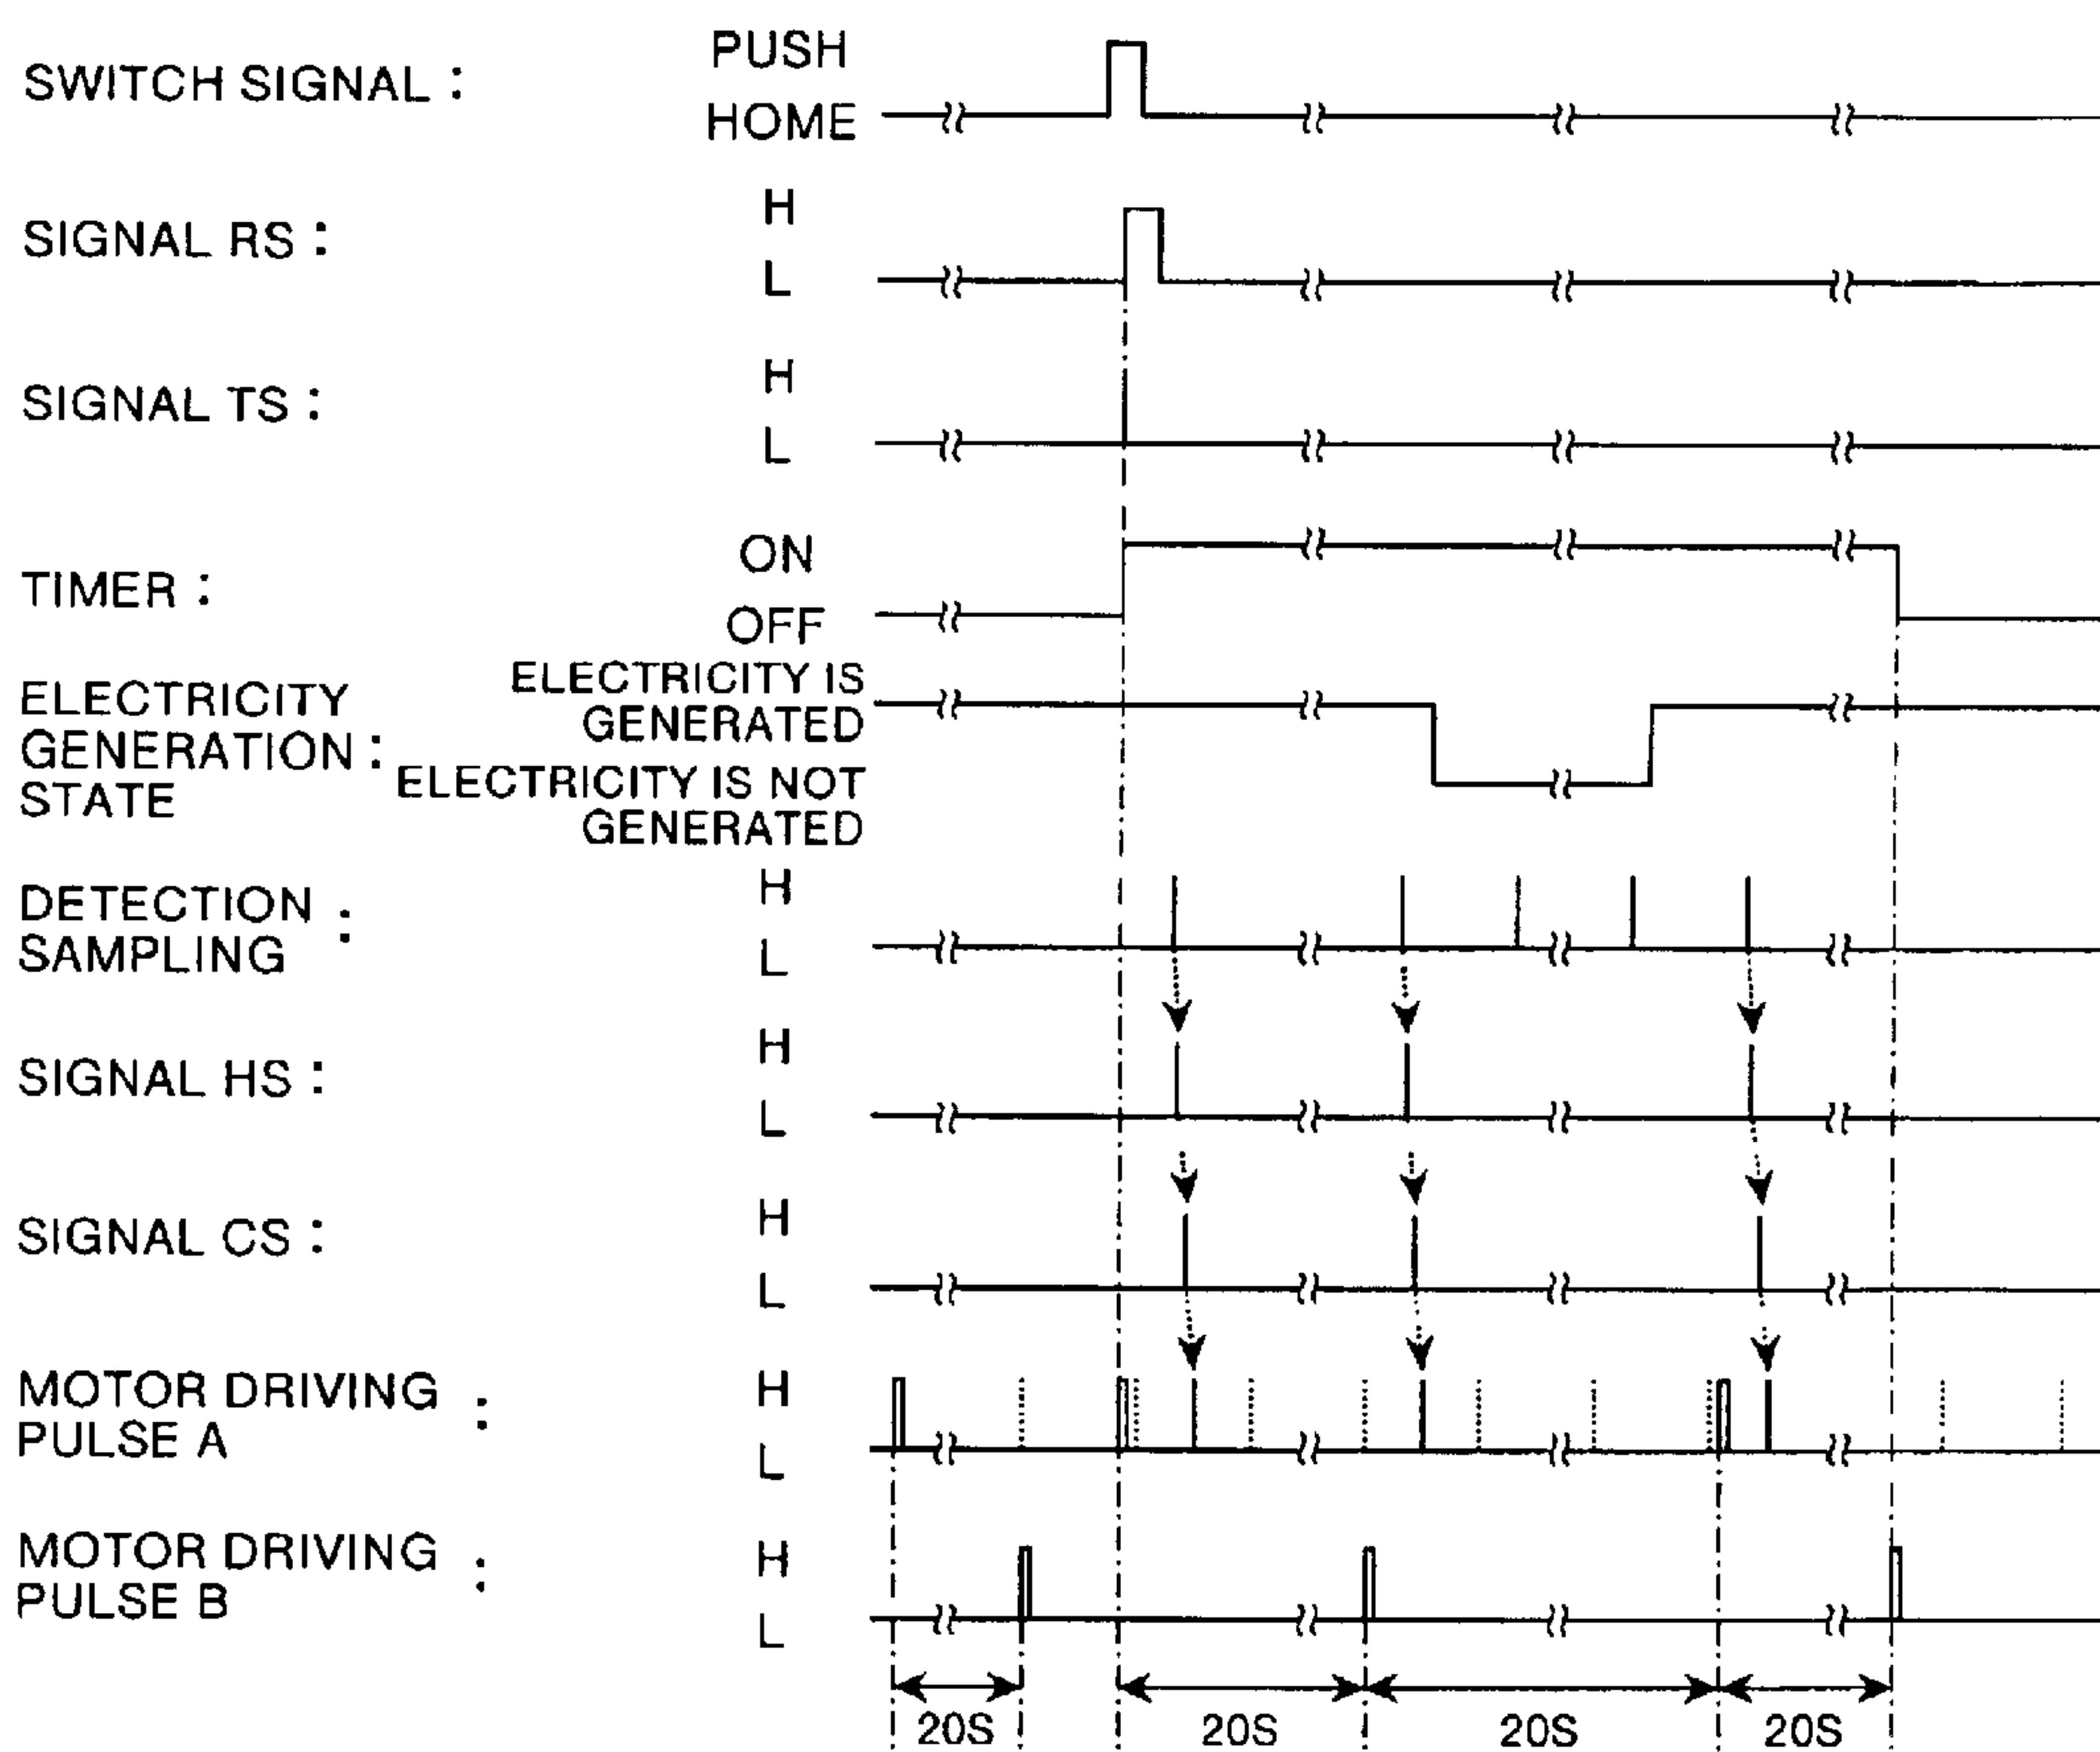 PUSH
SWITCH SIGNAL :
HOME
H
SIGNAL RS :
L
H
SIGNAL TS :
L
ON
TIMER :
OFF
ELECTRICITY
GENERATION :
STATE
ELECTRICITY IS
GENERATED
ELECTRICITY IS NOT
GENERATED
H
DETECTION
SAMPLING :
L
H
SIGNAL HS :
L
H
SIGNAL CS :
L
H
MOTOR DRIVING
PULSE A :
L
H
MOTOR DRIVING
PULSE B :
L
20S 20S 20S 20S